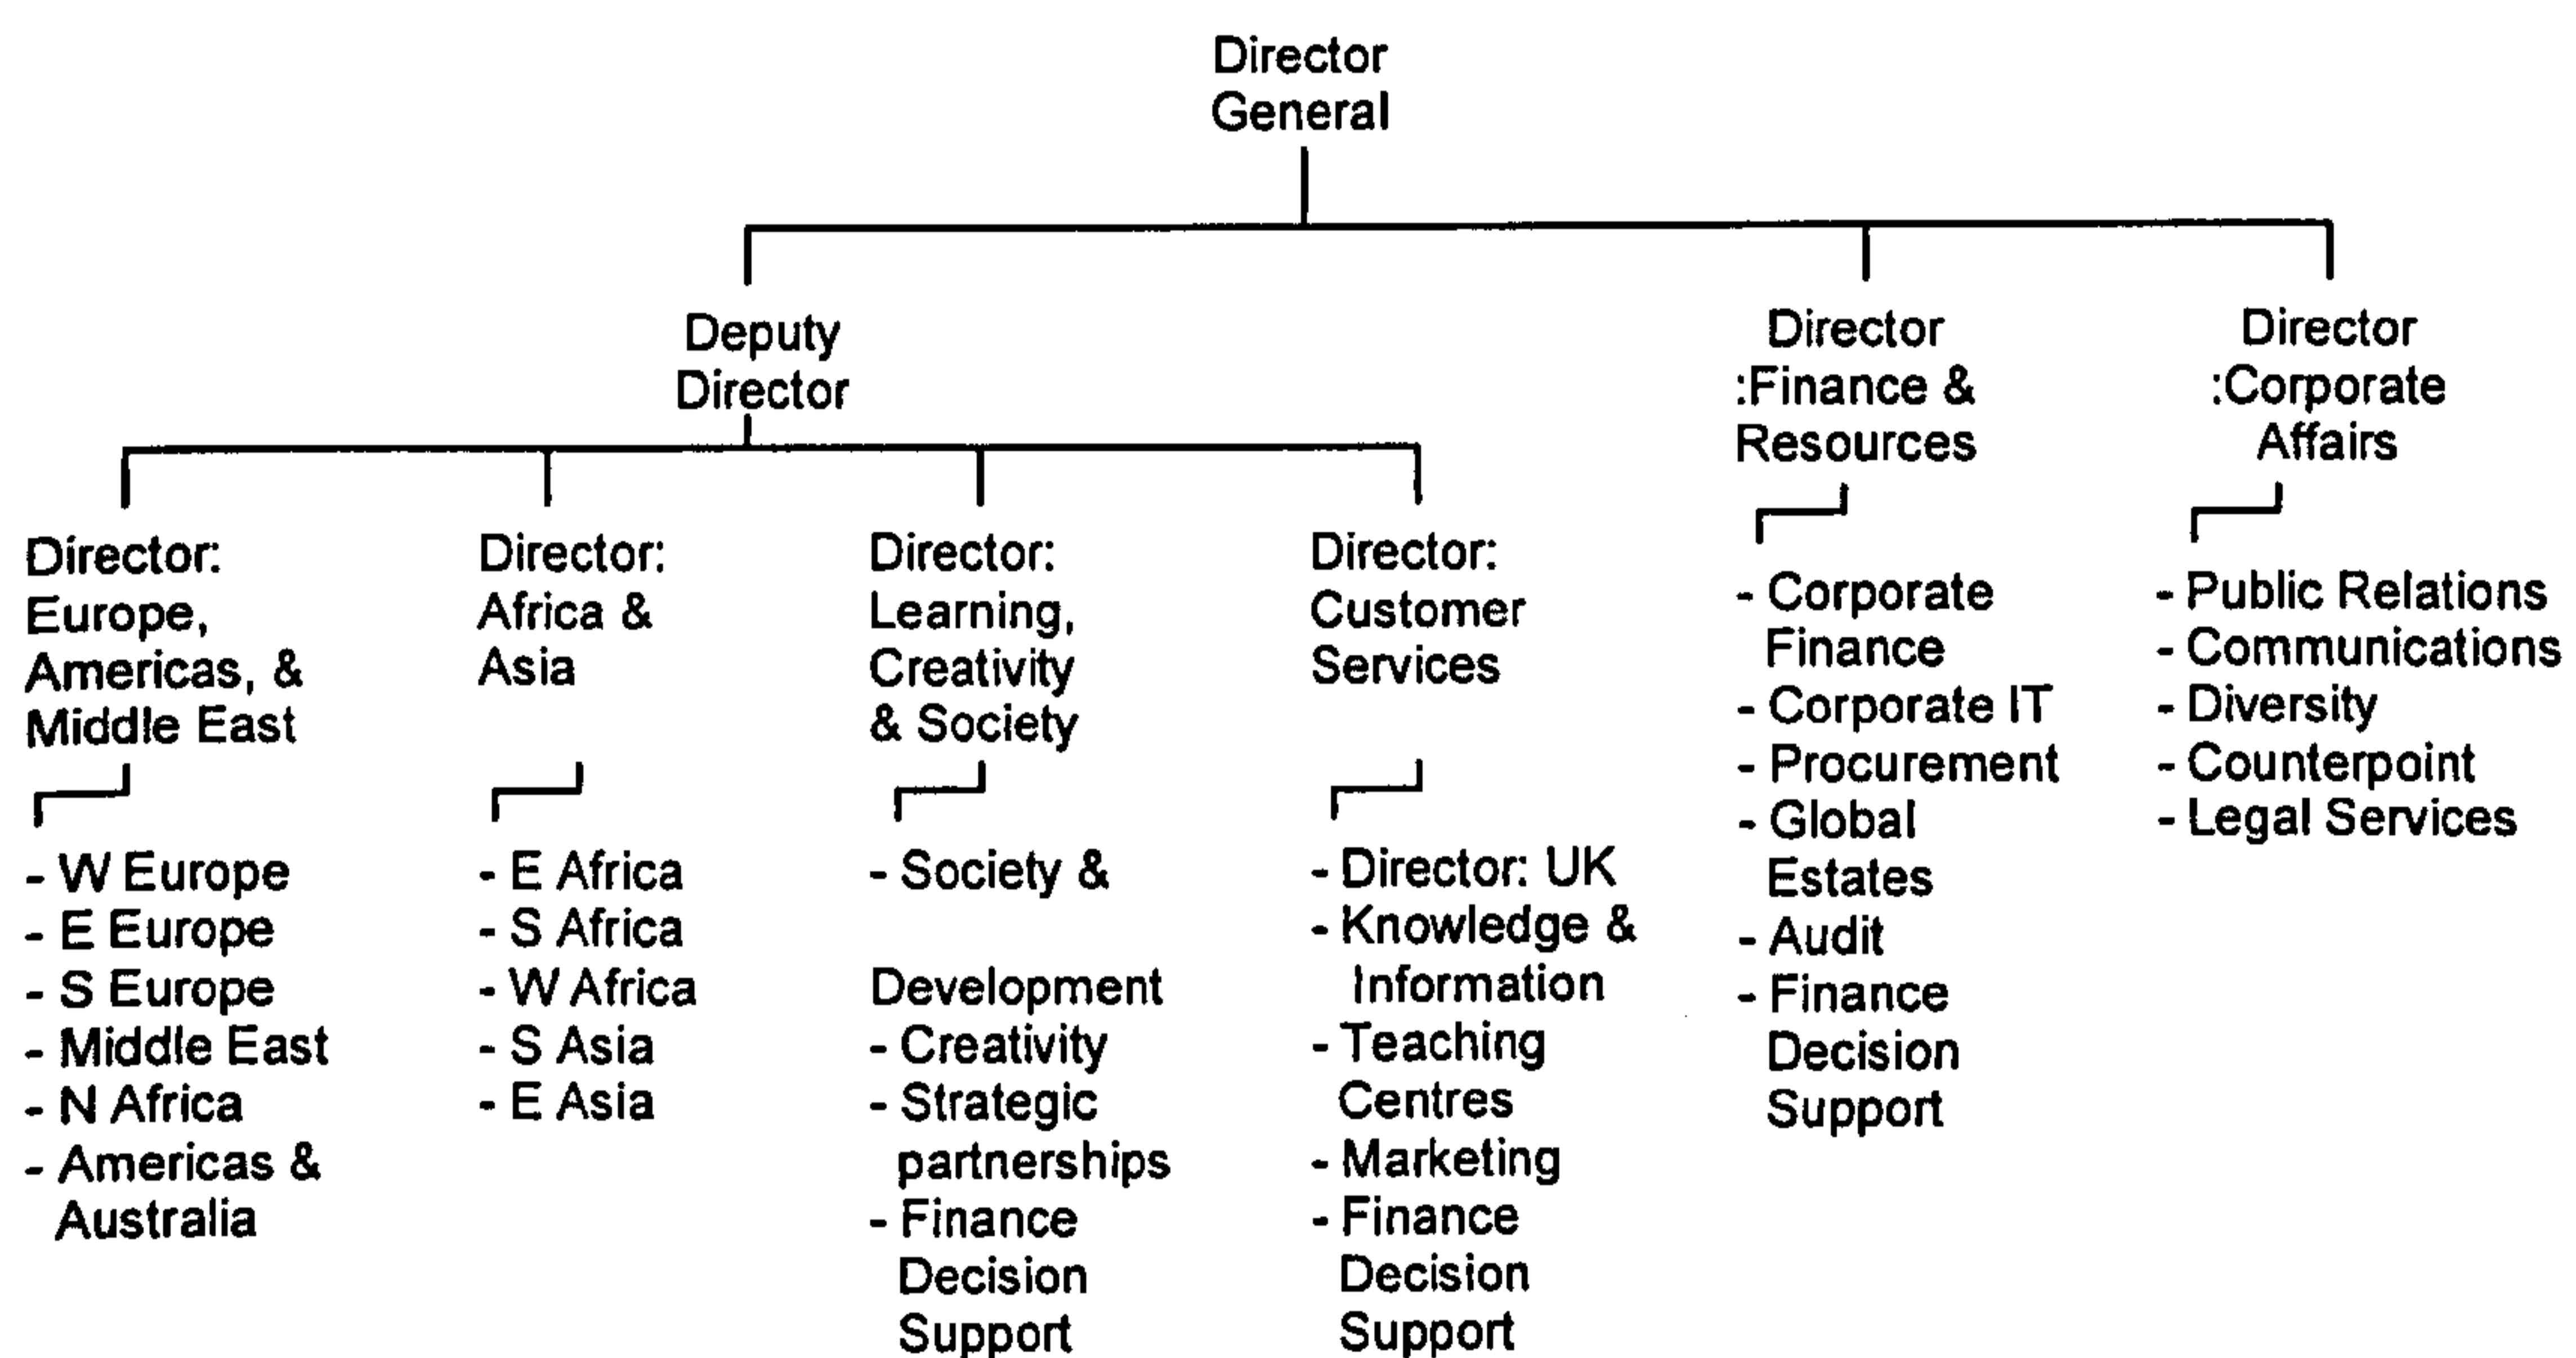 Director
General
Deputy
Director
Director
:Finance &
Resources
Director
:Corporate
Affairs
Director:
Europe,
Americas, &
Middle East
- W Europe
- E Europe
- S Europe
- Middle East
- N Africa
- Americas &
Australia
Director:
Africa &
Asia
- E Africa
- S Africa
- W Africa
- S Asia
- E Asia
Director:
Learning,
Creativity
& Society
- Society &
Development
- Creativity
- Strategic
partnerships
- Finance
Decision
Support
Director:
Customer
Services
- Director: UK
- Knowledge &
Information
- Teaching
Centres
- Marketing
- Finance
Decision
Support
- Corporate
Finance
- Corporate IT
- Procurement
- Global
Estates
- Audit
- Finance
Decision
Support
- Public Relations
- Communications
- Diversity
- Counterpoint
- Legal Services